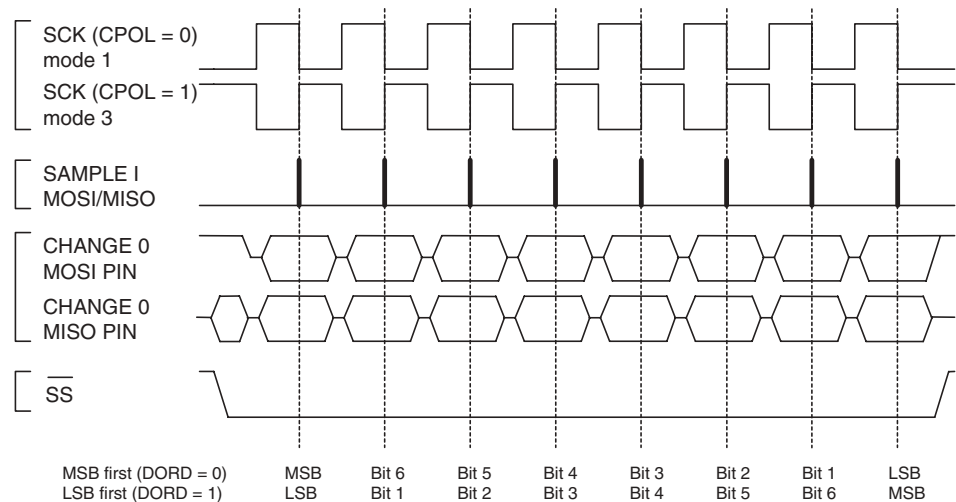 SCK (CPOL = 0)
mode 1
SCK (CPOL = 1)
mode 3
SAMPLE I
MOSI/MISO
CHANGE 0
MOSI PIN
CHANGE 0
MISO PIN
SS
MSB first (DORD = 0) MSB Bit 6 Bit 5 Bit 4 Bit 3 Bit 2 Bit 1 LSB
LSB first (DORD = 1) LSB Bit 1 Bit 2 Bit 3 Bit 4 Bit 5 Bit 6 MSB